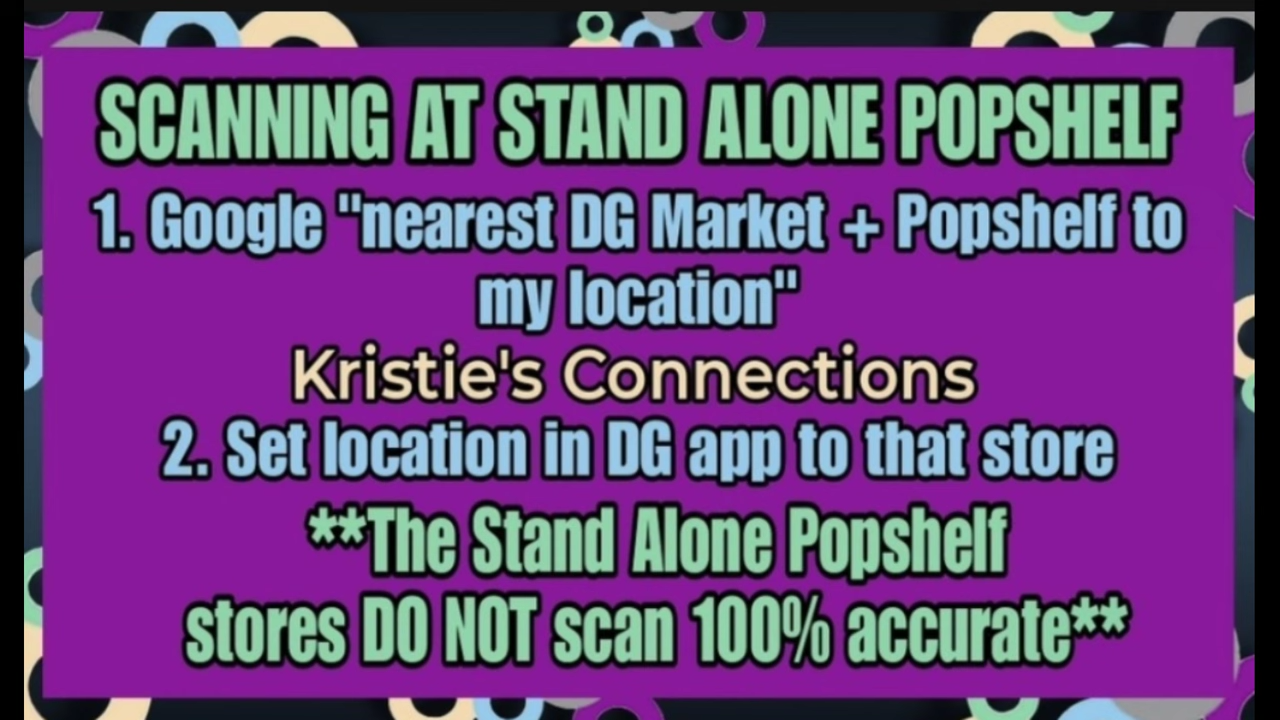 SCANNING AT STAND ALONE POPSHELF
1. Google "nearest DG Market + Popshelf to
my location"
Kristie's Connections
2. Set location in DG app to that store
**The Stand Alone Popshelf
stores DO NOT scan 100% accurate**